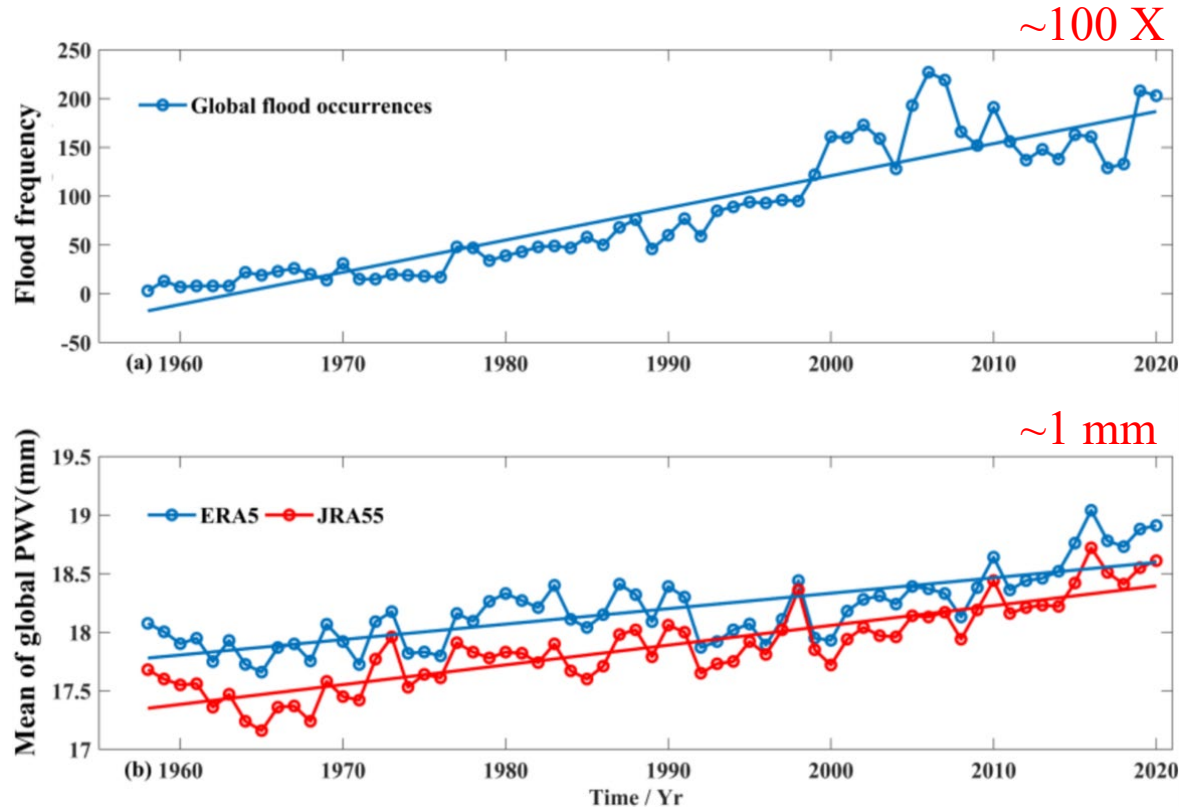 ~100 X
250
200
150
100
50
0
-50
Flood frequency
Global flood occurrences
(a) 1960 1970 1980 1990 2000 2010 2020
~1 mm
19.5
19
18.5
18
17.5
17
Mean of global PWV(mm)
ERA5 JRA55
(b) 1960 1970 1980 1990 2000 2010 2020
Time / Yr